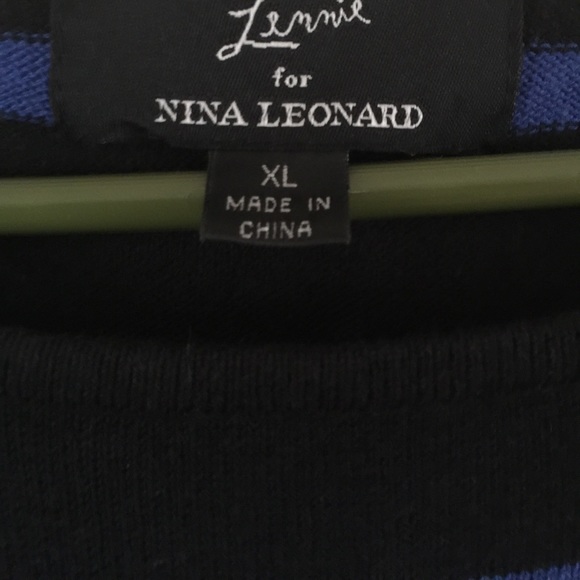 Lennie
for
NINA LEONARD
XL
MADE IN
CHINA